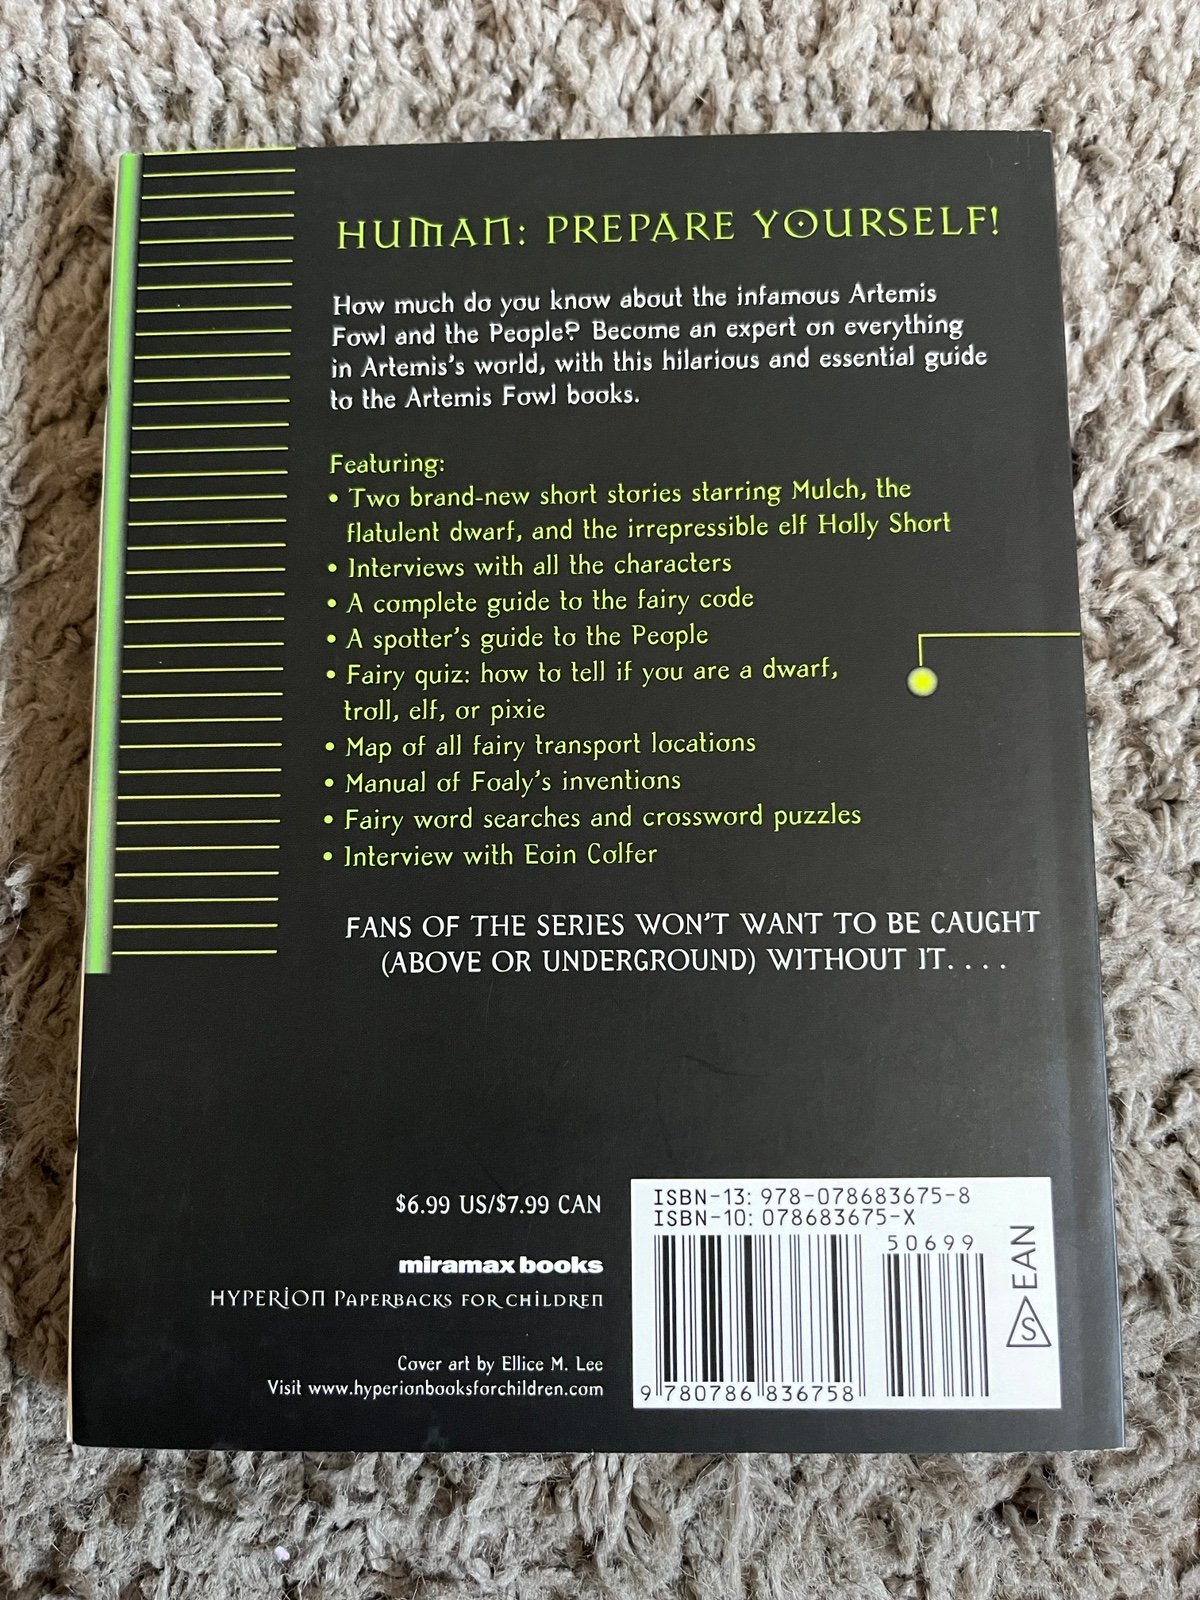 HUMAN: PREPARE YOURSELF!
How much do you know about the infamous Artemis
Fowl and the People? Become an expert on everything
in Artemis's world, with this hilarious and essential guide
to the Artemis Fowl books.
Featuring:
• Two brand-new short stories starring Mulch, the
flatulent dwarf, and the irrepressible elf Holly Short
• Interviews with all the characters
• A complete guide to the fairy code
• A spotter's guide to the People
• Fairy quiz: how to tell if you are a dwarf,
troll, elf, or pixie
• Map of all fairy transport locations
• Manual of Foaly's inventions
• Fairy word searches and crossword puzzles
• Interview with Eoin Colfer
FANS OF THE SERIES WON'T WANT TO BE CAUGHT
(ABOVE OR UNDERGROUND) WITHOUT IT. . . .
$6.99 US/$7.99 CAN
miramax books
HYPERION PAPERBACKS FOR CHILDREN
Cover art by Ellice M. Lee
Visit www.hyperionbooksforchildren.com
ISBN-13: 978-078683675-8
ISBN-10: 078683675-X
50699
9 780786 836758
S EAN